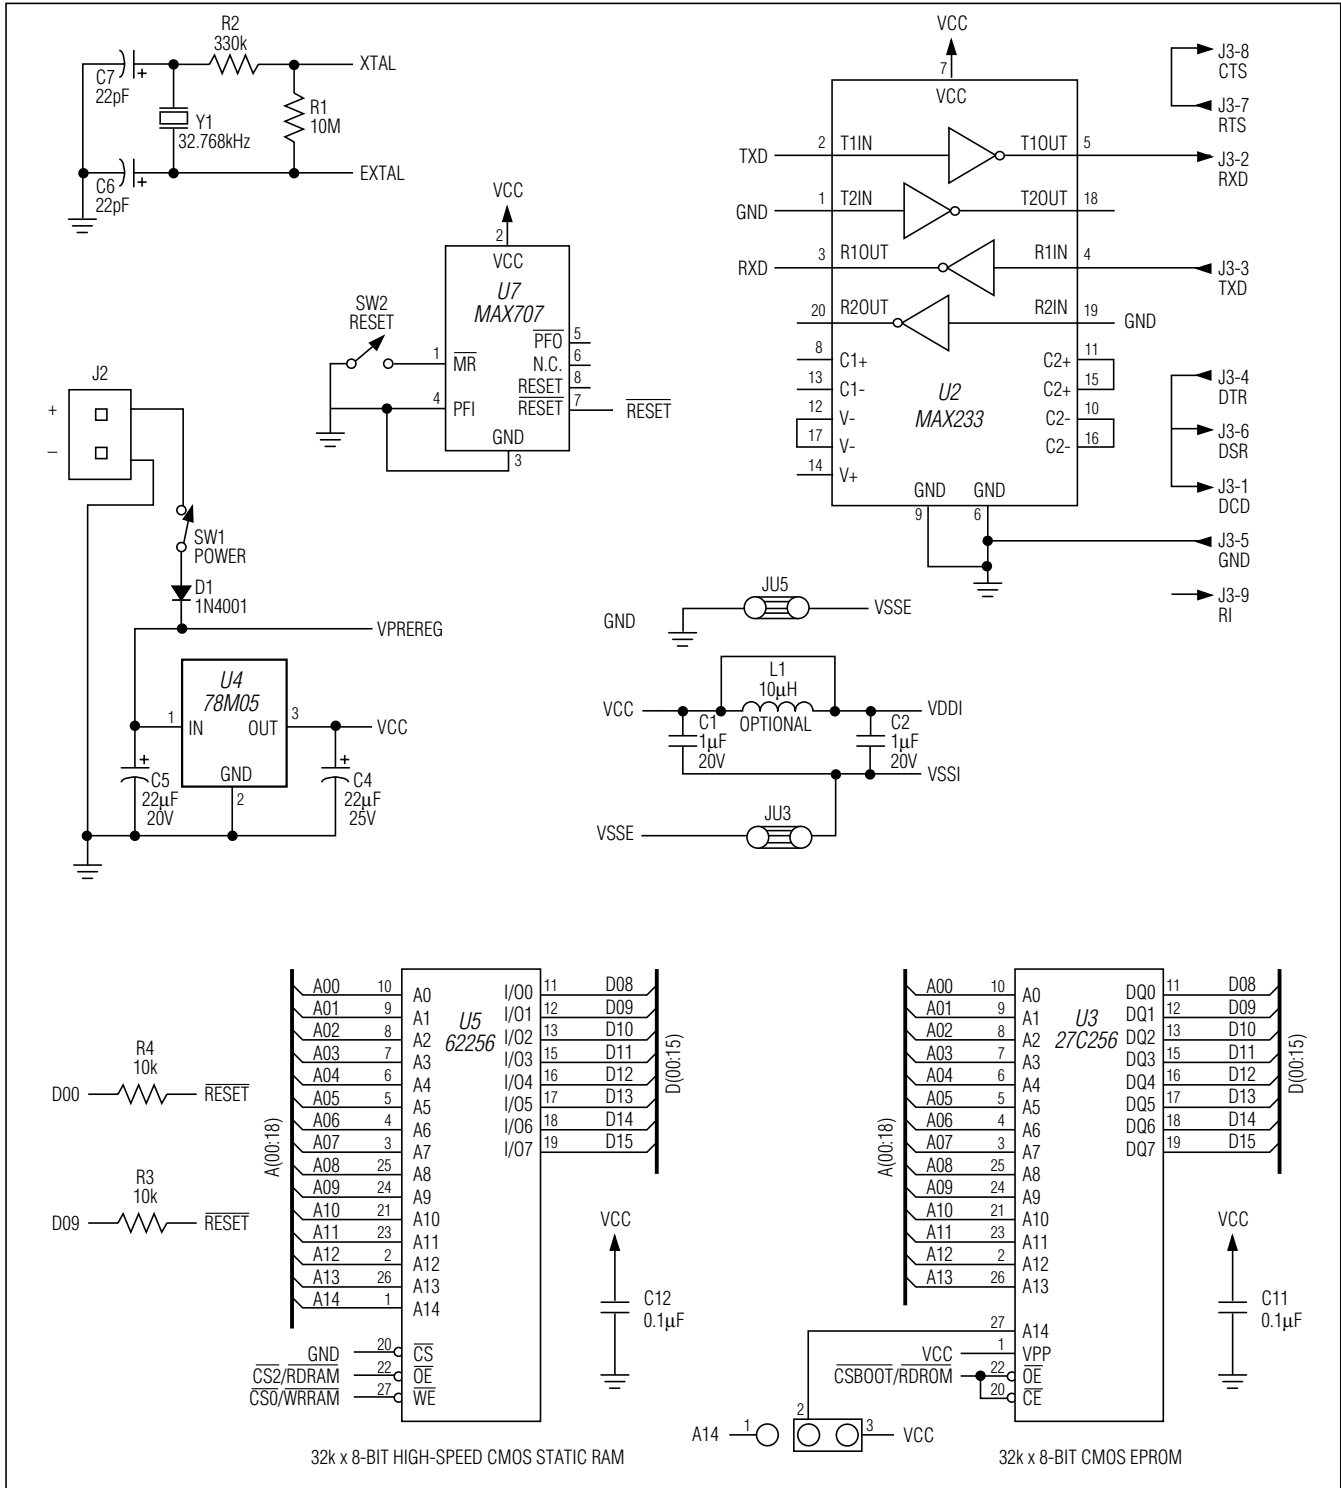 R2
330k
XTAL
C7
22pF
+
R1
10M
Y1
32.768kHz
EXTAL
C6
22pF
+
VCC
2
VCC
U7
MAX707
SW2
RESET
1
MR
4
PFI
PFO
5
N.C.
6
RESET
8
RESET
7
RESET
GND
3
J2
+
–
SW1
POWER
D1
1N4001
VPREREG
U4
78M05
1
IN
OUT
3
VCC
GND
2
+
C5
22µF
20V
+
C4
22µF
25V
VCC
7
VCC
TXD
2
T1IN
T1OUT
5
GND
1
T2IN
T2OUT
18
RXD
3
R1OUT
R1IN
4
20
R2OUT
R2IN
19
GND
8
C1+
C2+
11
13
C1-
C2+
15
12
V-
C2-
10
17
V-
C2-
16
14
V+
U2
MAX233
GND
GND
9
6
J3-8
CTS
J3-7
RTS
J3-2
RXD
J3-3
TXD
J3-4
DTR
J3-6
DSR
J3-1
DCD
J3-5
GND
J3-9
RI
JU5
GND
VSSE
L1
10µH
VCC
OPTIONAL
VDDI
C1
1µF
20V
C2
1µF
20V
VSSI
JU3
VSSE
R4
10k
D00
RESET
R3
10k
D09
RESET
A(00:18)
A00 10 A0
A01 9 A1
A02 8 A2
A03 7 A3
A04 6 A4
A05 5 A5
A06 4 A6
A07 3 A7
A08 25 A8
A09 24 A9
A10 21 A10
A11 23 A11
A12 2 A12
A13 26 A13
A14 1 A14
GND 20 CS
CS2/RDRAM 22 OE
CS0/WRRAM 27 WE
U5
62256
I/O0 11 D08
I/O1 12 D09
I/O2 13 D10
I/O3 15 D11
I/O4 16 D12
I/O5 17 D13
I/O6 18 D14
I/O7 19 D15
D(00:15)
VCC
C12
0.1µF
32k x 8-BIT HIGH-SPEED CMOS STATIC RAM
A(00:18)
A00 10 A0
A01 9 A1
A02 8 A2
A03 7 A3
A04 6 A4
A05 5 A5
A06 4 A6
A07 3 A7
A08 25 A8
A09 24 A9
A10 21 A10
A11 23 A11
A12 2 A12
A13 26 A13
27 A14
VCC 1 VPP
CSBOOT/RDROM 22 OE
20 CE
U3
27C256
DQ0 11 D08
DQ1 12 D09
DQ2 13 D10
DQ3 15 D11
DQ4 16 D12
DQ5 17 D13
DQ6 18 D14
DQ7 19 D15
D(00:15)
VCC
C11
0.1µF
A14 1
2
3 VCC
32k x 8-BIT CMOS EPROM